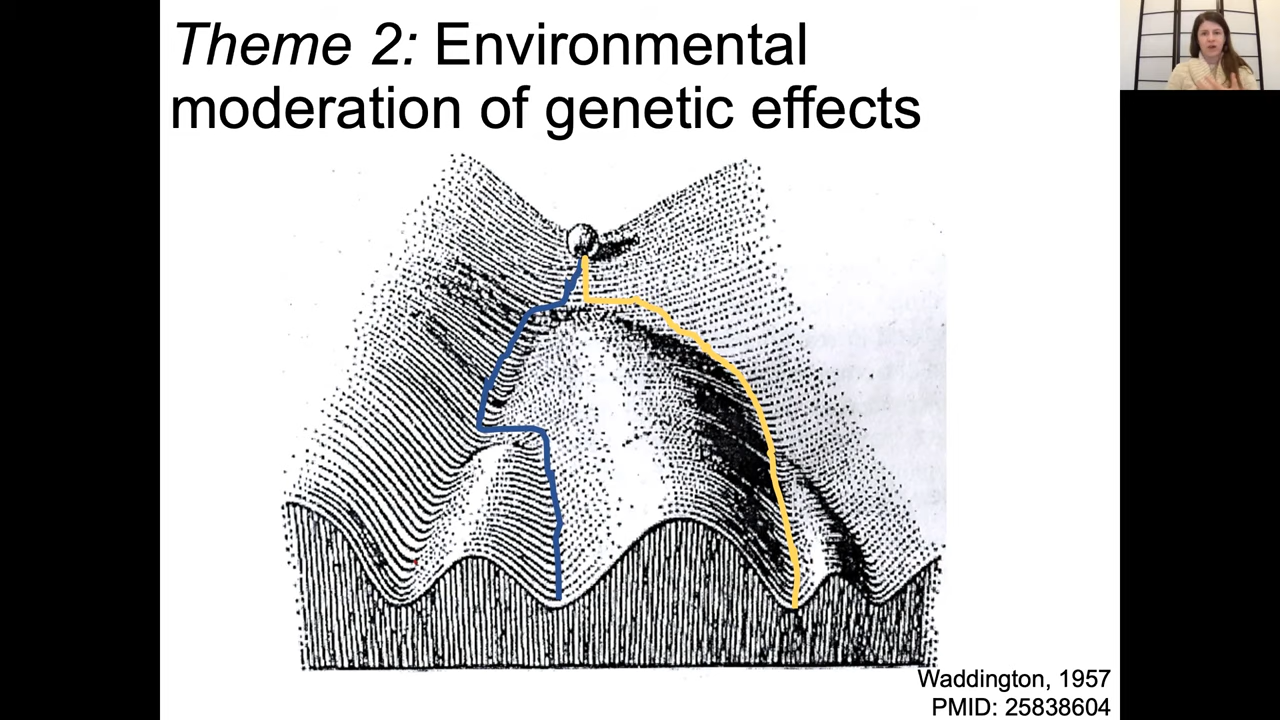 Theme 2: Environmental
moderation of genetic effects
Waddington, 1957
PMID: 25838604